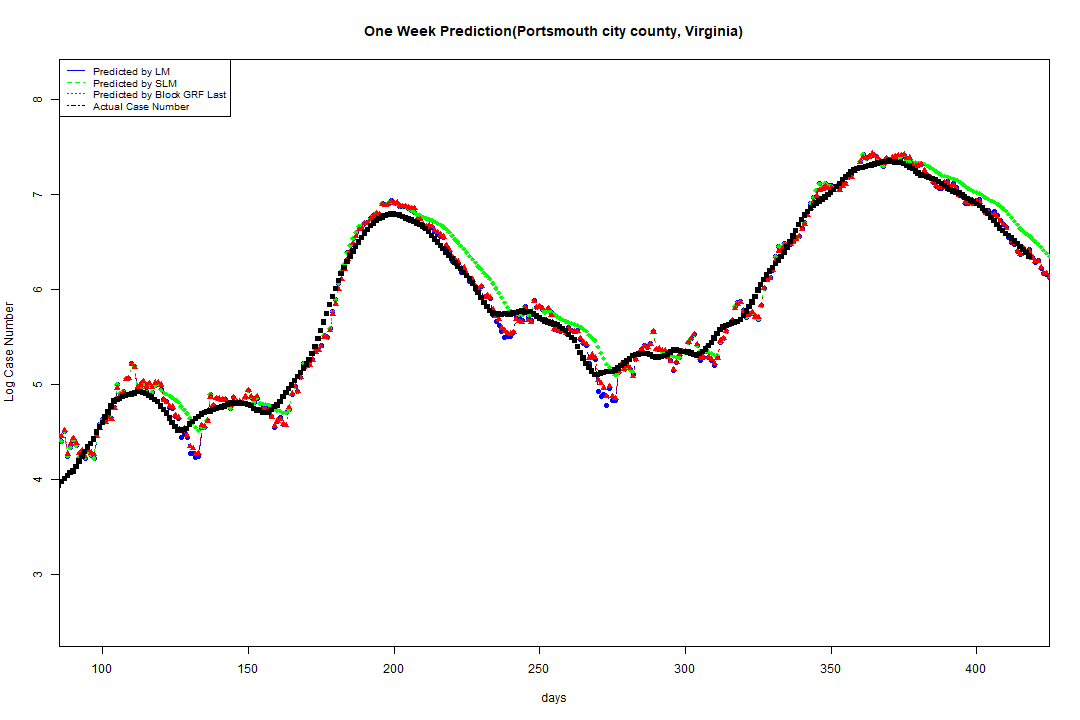 One Week Prediction(Portsmouth city county, Virginia)
Predicted by LM
Predicted by SLM
Predicted by Block GRF Last
Actual Case Number
8
7
6
5
4
3
Log Case Number
100 150 200 250 300 350 400
days